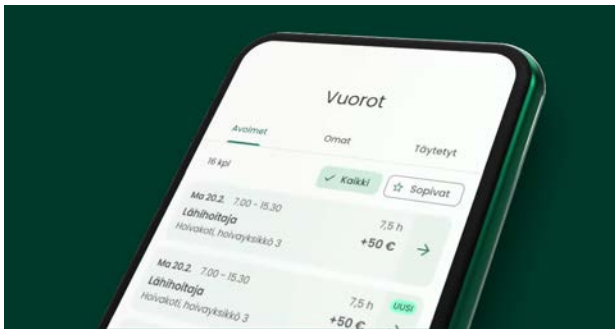 Vuorot
Avoimet Omat Täytetyt
16 kpl
✓ Kaikki ☆ Sopivat
Ma 20.2. 7.00 - 15.30
Lähihoitaja
Hoivakoti, hoivayksikkö 3
7,5 h
+50 € →
Ma 20.2. 7.00 - 15.30
Lähihoitaja
Hoivakoti, hoivayksikkö 3
7,5 h UUSI
+50 €